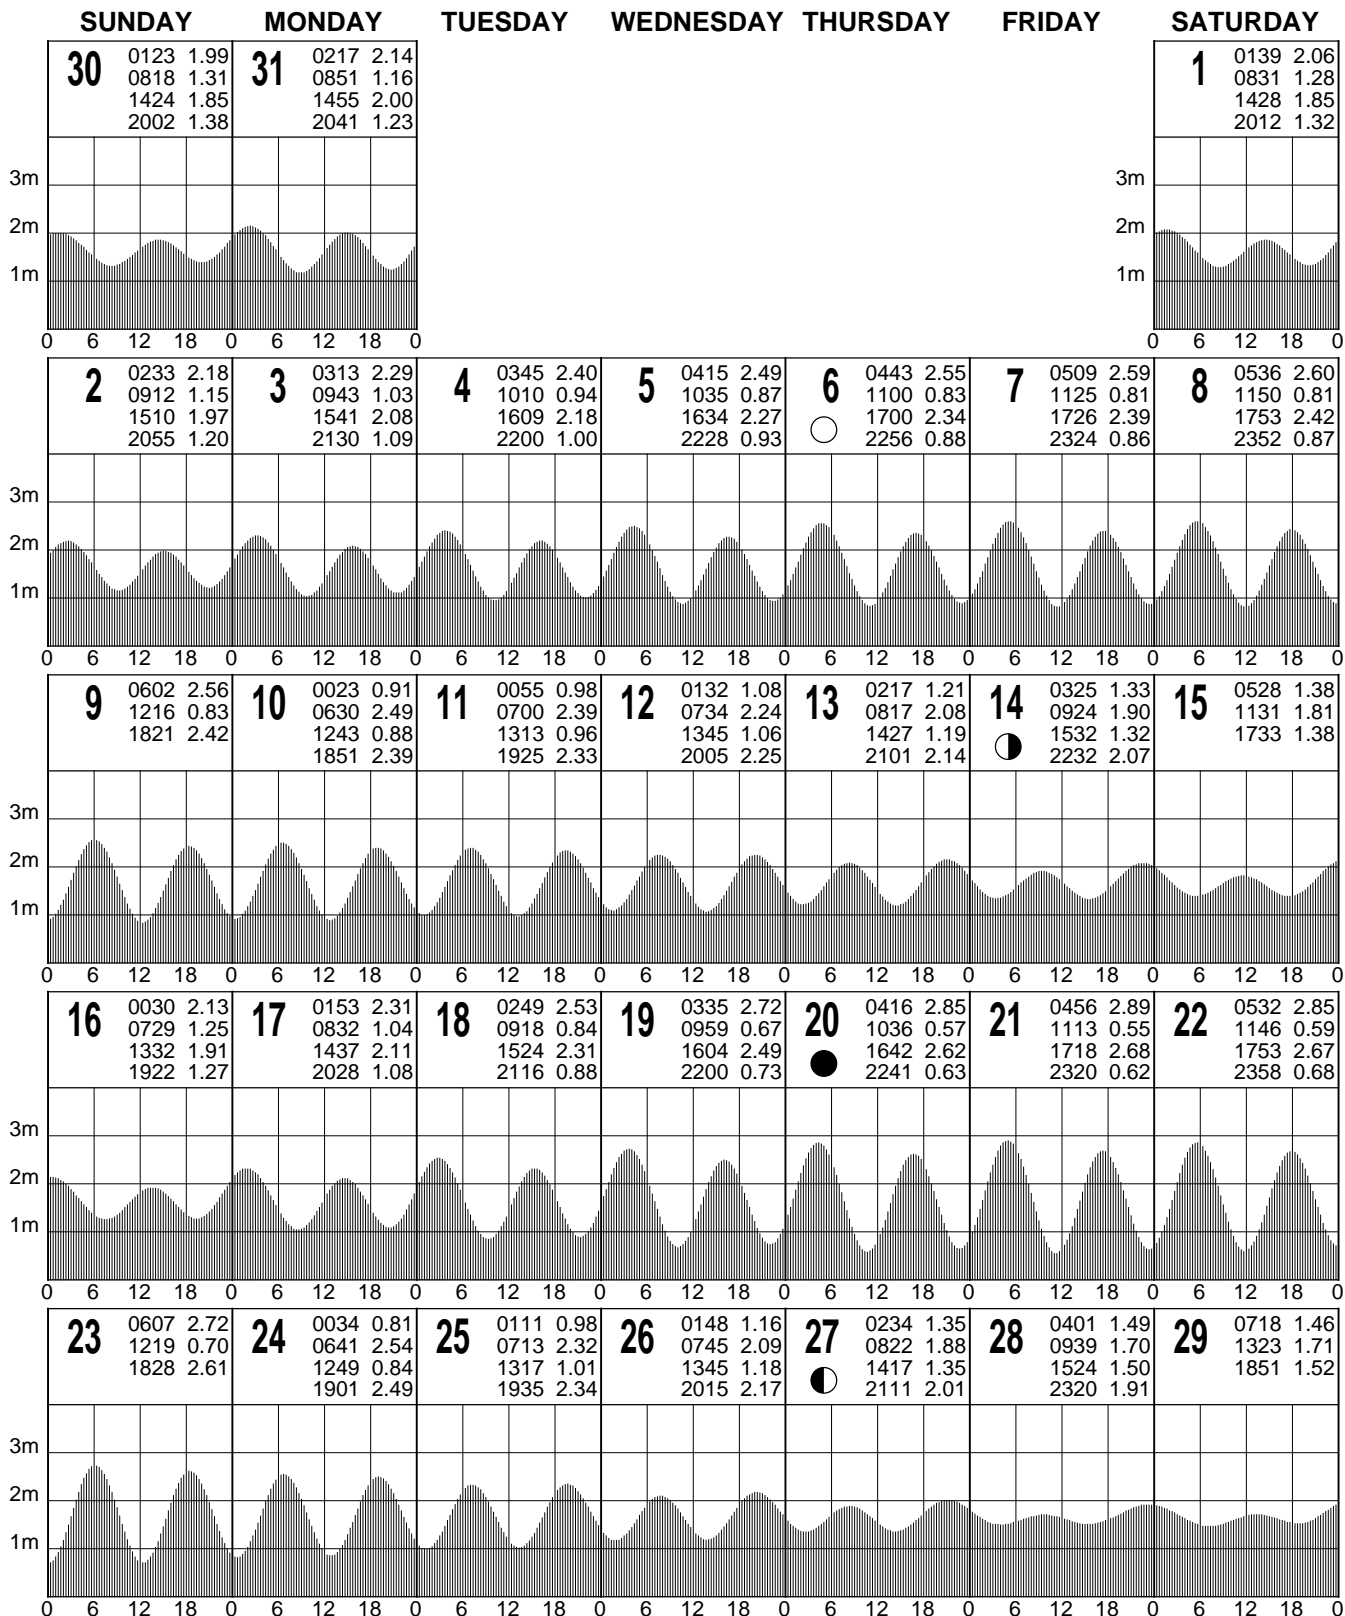 SUNDAY MONDAY TUESDAY WEDNESDAY THURSDAY FRIDAY SATURDAY
30 0123 1.99 31 0217 2.14 1 0139 2.06
0818 1.31 0851 1.16 0831 1.28
1424 1.85 1455 2.00 1428 1.85
2002 1.38 2041 1.23 2012 1.32
3m 3m
2m 2m
1m 1m
0 6 12 18 0 6 12 18 0 0 6 12 18 0
2 0233 2.18 3 0313 2.29 4 0345 2.40 5 0415 2.49 6 0443 2.55 7 0509 2.59 8 0536 2.60
0912 1.15 0943 1.03 1010 0.94 1035 0.87 1100 0.83 1125 0.81 1150 0.81
1510 1.97 1541 2.08 1609 2.18 1634 2.27 1700 2.34 1726 2.39 1753 2.42
2055 1.20 2130 1.09 2200 1.00 2228 0.93 2256 0.88 2324 0.86 2352 0.87
3m
2m
1m
0 6 12 18 0 6 12 18 0 6 12 18 0 6 12 18 0 6 12 18 0 6 12 18 0 6 12 18 0
9 0602 2.56 10 0023 0.91 11 0055 0.98 12 0132 1.08 13 0217 1.21 14 0325 1.33 15 0528 1.38
1216 0.83 0630 2.49 0700 2.39 0734 2.24 0817 2.08 0924 1.90 1131 1.81
1821 2.42 1243 0.88 1313 0.96 1345 1.06 1427 1.19 1532 1.32 1733 1.38
1851 2.39 1925 2.33 2005 2.25 2101 2.14 2232 2.07
3m
2m
1m
0 6 12 18 0 6 12 18 0 6 12 18 0 6 12 18 0 6 12 18 0 6 12 18 0 6 12 18 0
16 0030 2.13 17 0153 2.31 18 0249 2.53 19 0335 2.72 20 0416 2.85 21 0456 2.89 22 0532 2.85
0729 1.25 0832 1.04 0918 0.84 0959 0.67 1036 0.57 1113 0.55 1146 0.59
1332 1.91 1437 2.11 1524 2.31 1604 2.49 1642 2.62 1718 2.68 1753 2.67
1922 1.27 2028 1.08 2116 0.88 2200 0.73 2241 0.63 2320 0.62 2358 0.68
3m
2m
1m
0 6 12 18 0 6 12 18 0 6 12 18 0 6 12 18 0 6 12 18 0 6 12 18 0 6 12 18 0
23 0607 2.72 24 0034 0.81 25 0111 0.98 26 0148 1.16 27 0234 1.35 28 0401 1.49 29 0718 1.46
1219 0.70 0641 2.54 0713 2.32 0745 2.09 0822 1.88 0939 1.70 1323 1.71
1828 2.61 1249 0.84 1317 1.01 1345 1.18 1417 1.35 1524 1.50 1851 1.52
1901 2.49 1935 2.34 2015 2.17 2111 2.01 2320 1.91
3m
2m
1m
0 6 12 18 0 6 12 18 0 6 12 18 0 6 12 18 0 6 12 18 0 6 12 18 0 6 12 18 0